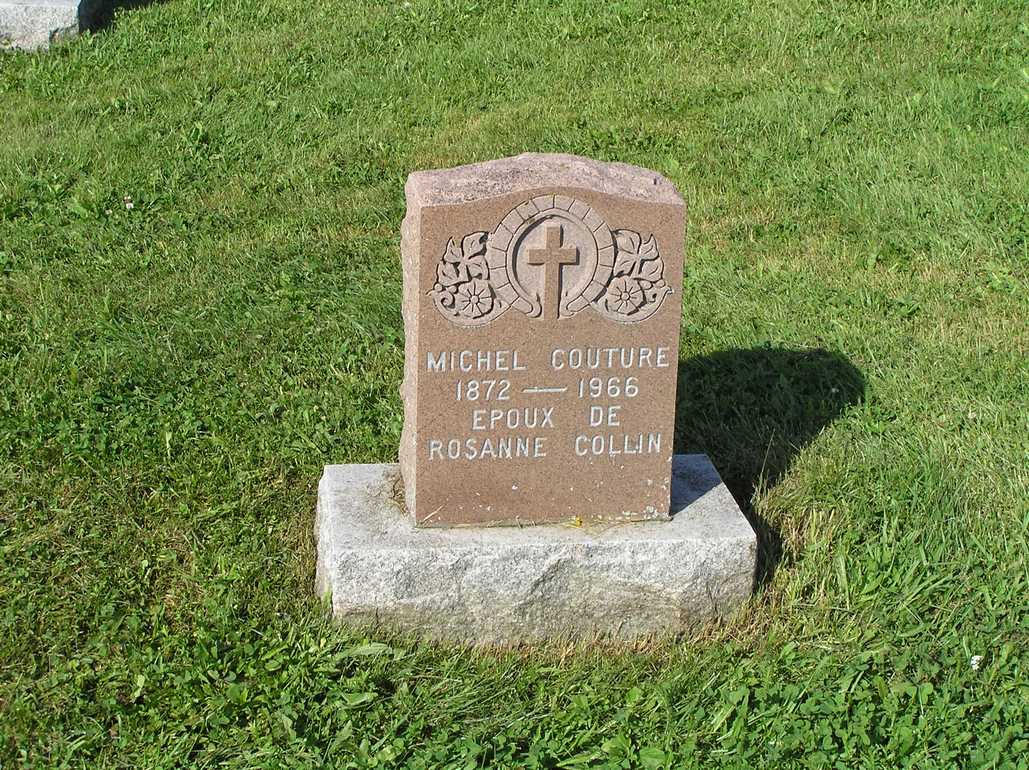 MICHEL COUTURE
1872 — 1966
EPOUX DE
ROSANNE COLLIN